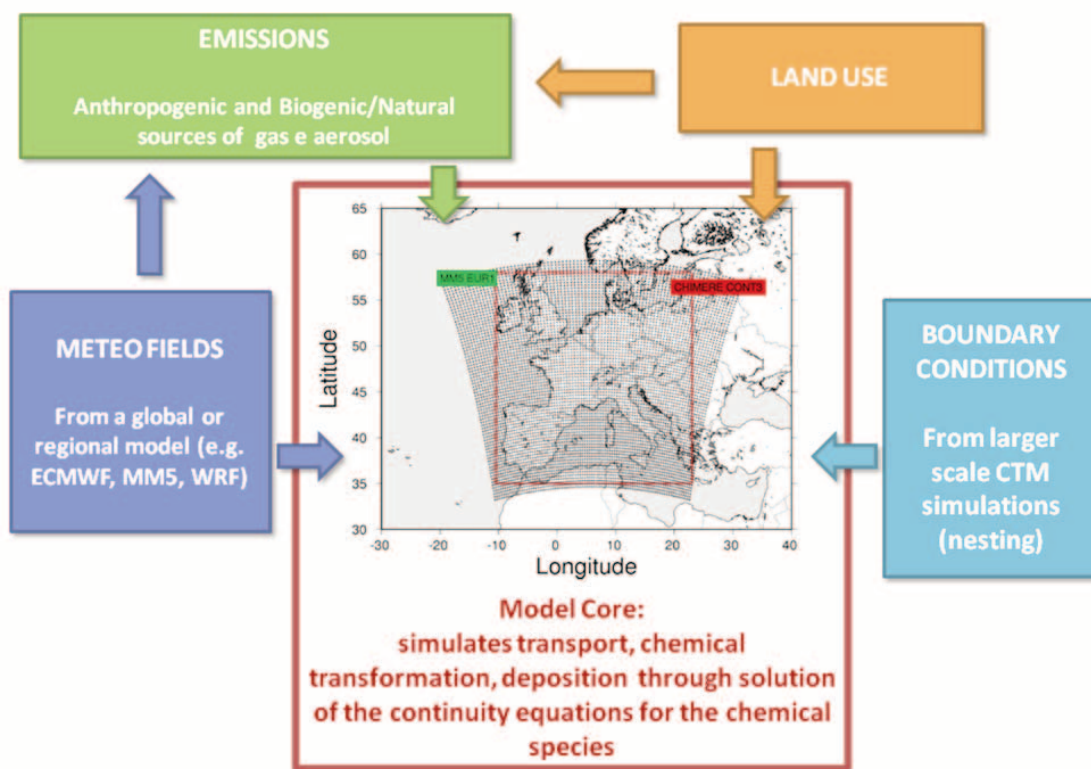 EMISSIONS
Anthropogenic and Biogenic/Natural
sources of gas e aerosol
LAND USE
METEO FIELDS
From a global or
regional model (e.g.
ECMWF, MM5, WRF)
BOUNDARY
CONDITIONS
From larger
scale CTM
simulations
(nesting)
65
60
55
50
45
40
35
30
Latitude
MM5 EUR1
CHIMERE CONT3
-30
-20
-10
0
10
20
30
40
Longitude
Model Core:
simulates transport, chemical
transformation, deposition through solution
of the continuity equations for the chemical
species